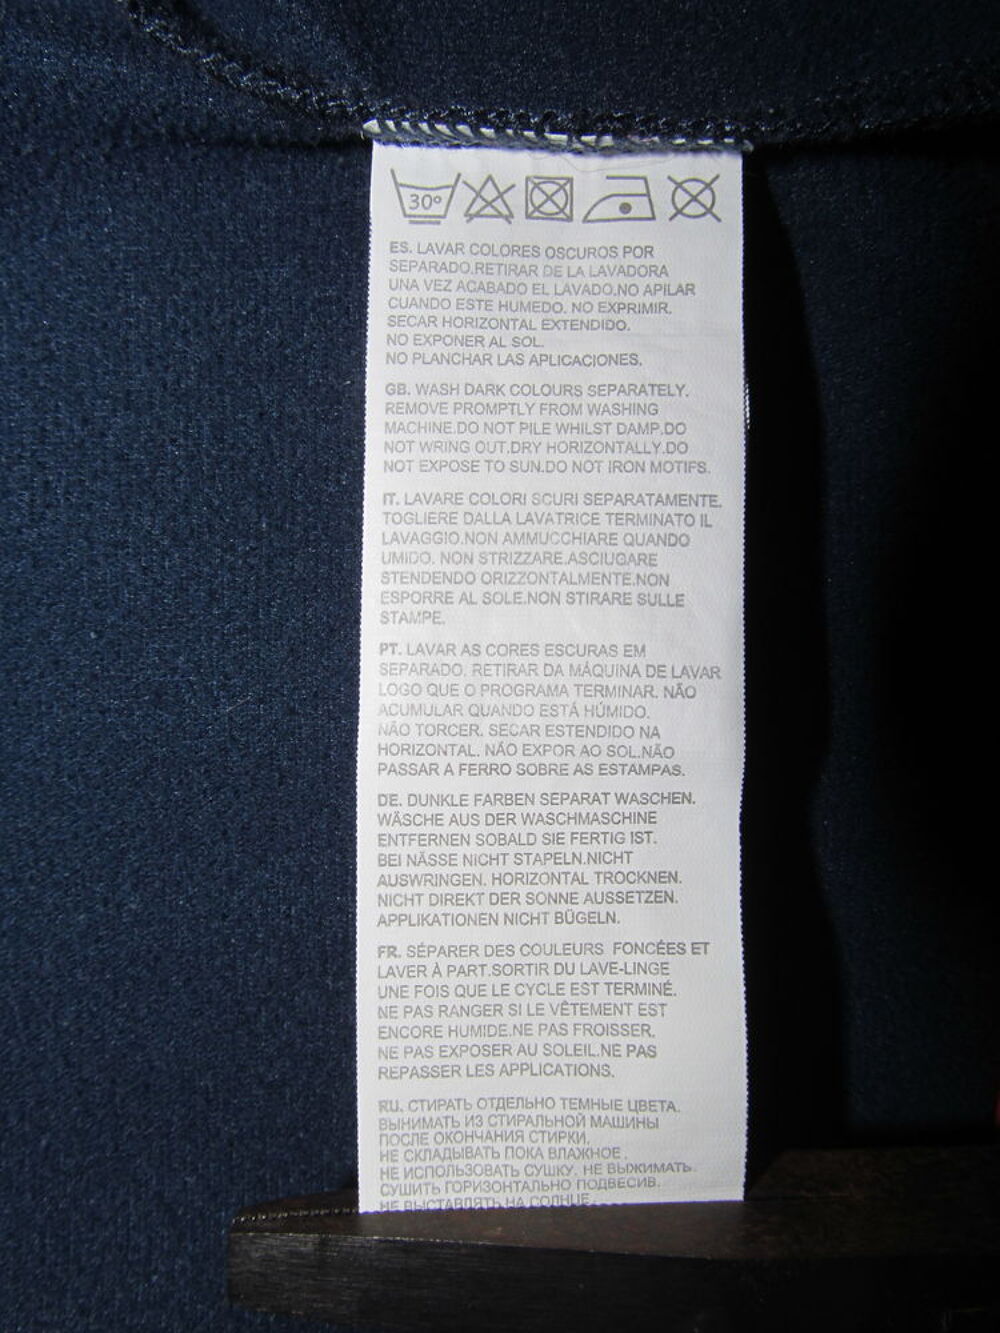 30°
ES. LAVAR COLORES OSCUROS POR
SEPARADO.RETIRAR DE LA LAVADORA
UNA VEZ ACABADO EL LAVADO.NO APILAR
CUANDO ESTE HUMEDO. NO EXPRIMIR.
SECAR HORIZONTAL EXTENDIDO.
NO EXPONER AL SOL.
NO PLANCHAR LAS APLICACIONES.
GB. WASH DARK COLOURS SEPARATELY.
REMOVE PROMPTLY FROM WASHING
MACHINE.DO NOT PILE WHILST DAMP.DO
NOT WRING OUT.DRY HORIZONTALLY.DO
NOT EXPOSE TO SUN.DO NOT IRON MOTIFS.
IT. LAVARE COLORI SCURI SEPARATAMENTE.
TOGLIERE DALLA LAVATRICE TERMINATO IL
LAVAGGIO.NON AMMUCCHIARE QUANDO
UMIDO. NON STRIZZARE.ASCIUGARE
STENDENDO ORIZZONTALMENTE.NON
ESPORRE AL SOLE.NON STIRARE SULLE
STAMPE.
PT. LAVAR AS CORES ESCURAS EM
SEPARADO. RETIRAR DA MÁQUINA DE LAVAR
LOGO QUE O PROGRAMA TERMINAR. NÃO
ACUMULAR QUANDO ESTÁ HÚMIDO.
NÃO TORCER. SECAR ESTENDIDO NA
HORIZONTAL. NÃO EXPOR AO SOL.NÃO
PASSAR A FERRO SOBRE AS ESTAMPAS.
DE. DUNKLE FARBEN SEPARAT WASCHEN.
WÄSCHE AUS DER WASCHMASCHINE
ENTFERNEN SOBALD SIE FERTIG IST.
BEI NÄSSE NICHT STAPELN.NICHT
AUSWRINGEN. HORIZONTAL TROCKNEN.
NICHT DIREKT DER SONNE AUSSETZEN.
APPLIKATIONEN NICHT BÜGELN.
FR. SÉPARER DES COULEURS FONCÉES ET
LAVER À PART.SORTIR DU LAVE-LINGE
UNE FOIS QUE LE CYCLE EST TERMINÉ.
NE PAS RANGER SI LE VÊTEMENT EST
ENCORE HUMIDE.NE PAS FROISSER.
NE PAS EXPOSER AU SOLEIL.NE PAS
REPASSER LES APPLICATIONS.
RU. СТИРАТЬ ОТДЕЛЬНО ТЕМНЫЕ ЦВЕТА.
ВЫНИМАТЬ ИЗ СТИРАЛЬНОЙ МАШИНЫ
ПОСЛЕ ОКОНЧАНИЯ СТИРКИ.
НЕ СКЛАДЫВАТЬ ПОКА ВЛАЖНОЕ.
НЕ ИСПОЛЬЗОВАТЬ СУШКУ. НЕ ВЫЖИМАТЬ.
СУШИТЬ ГОРИЗОНТАЛЬНО ПОДВЕСИВ.
НЕ ВЫСТАВЛЯТЬ НА СОЛНЦЕ.